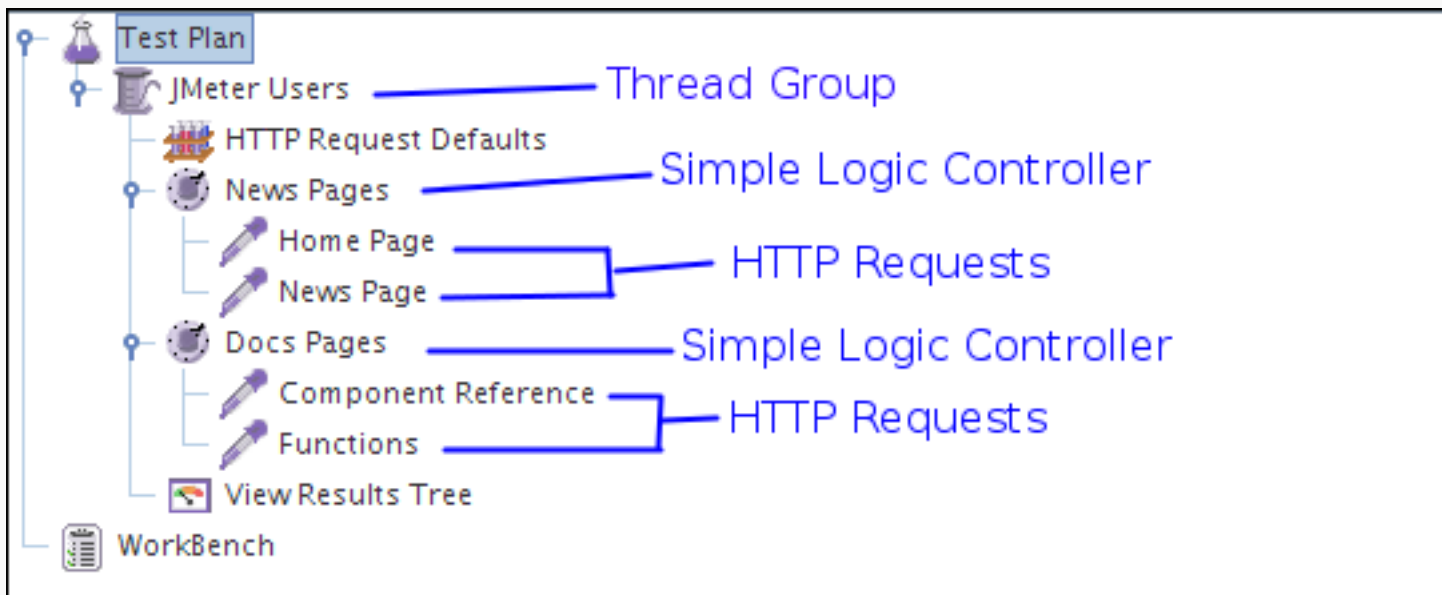 Test Plan
JMeter Users Thread Group
HTTP Request Defaults
News Pages Simple Logic Controller
Home Page
HTTP Requests
News Page
Docs Pages Simple Logic Controller
Component Reference
HTTP Requests
Functions
View Results Tree
WorkBench